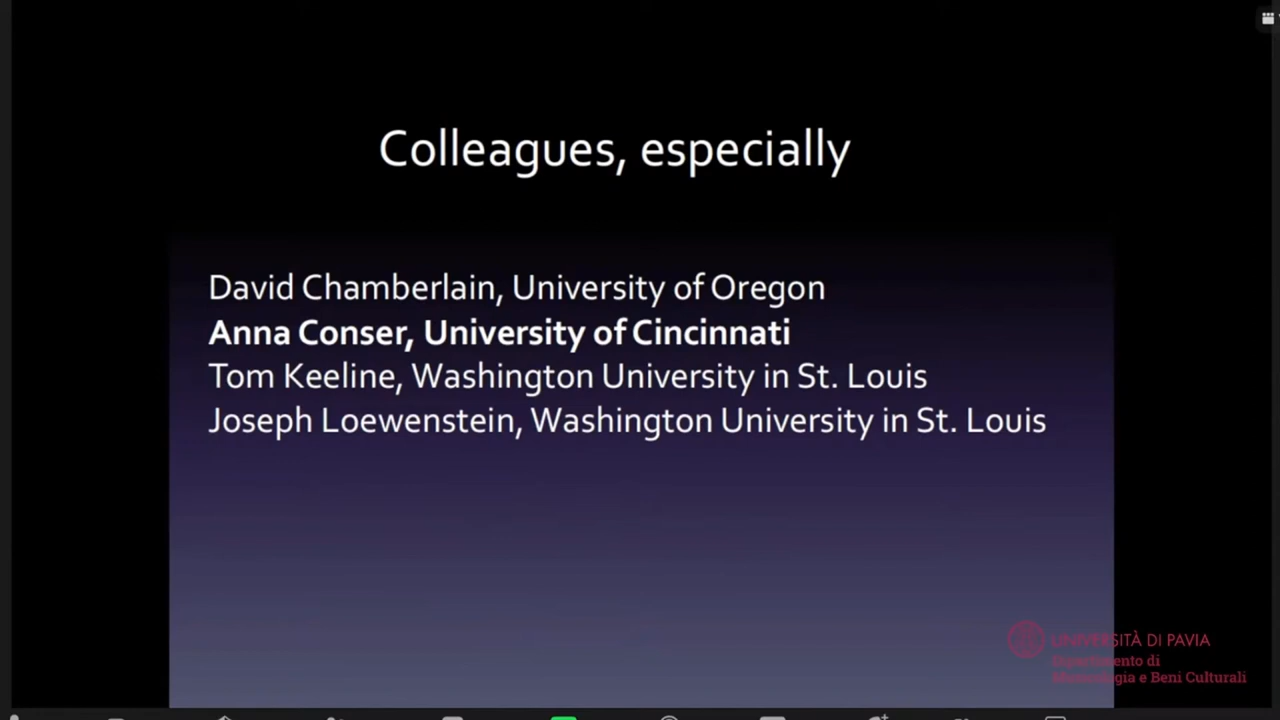 Colleagues, especially
David Chamberlain, University of Oregon
Anna Conser, University of Cincinnati
Tom Keeline, Washington University in St. Louis
Joseph Loewenstein, Washington University in St. Louis
UNIVERSITÀ DI PAVIA
Dipartimento di
Musicologia e Beni Culturali